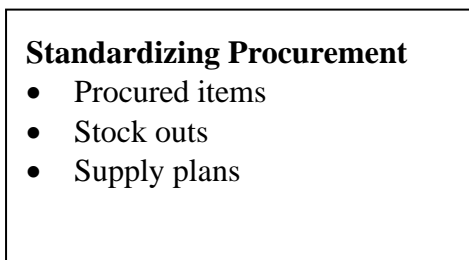 Standardizing Procurement
• Procured items
• Stock outs
• Supply plans